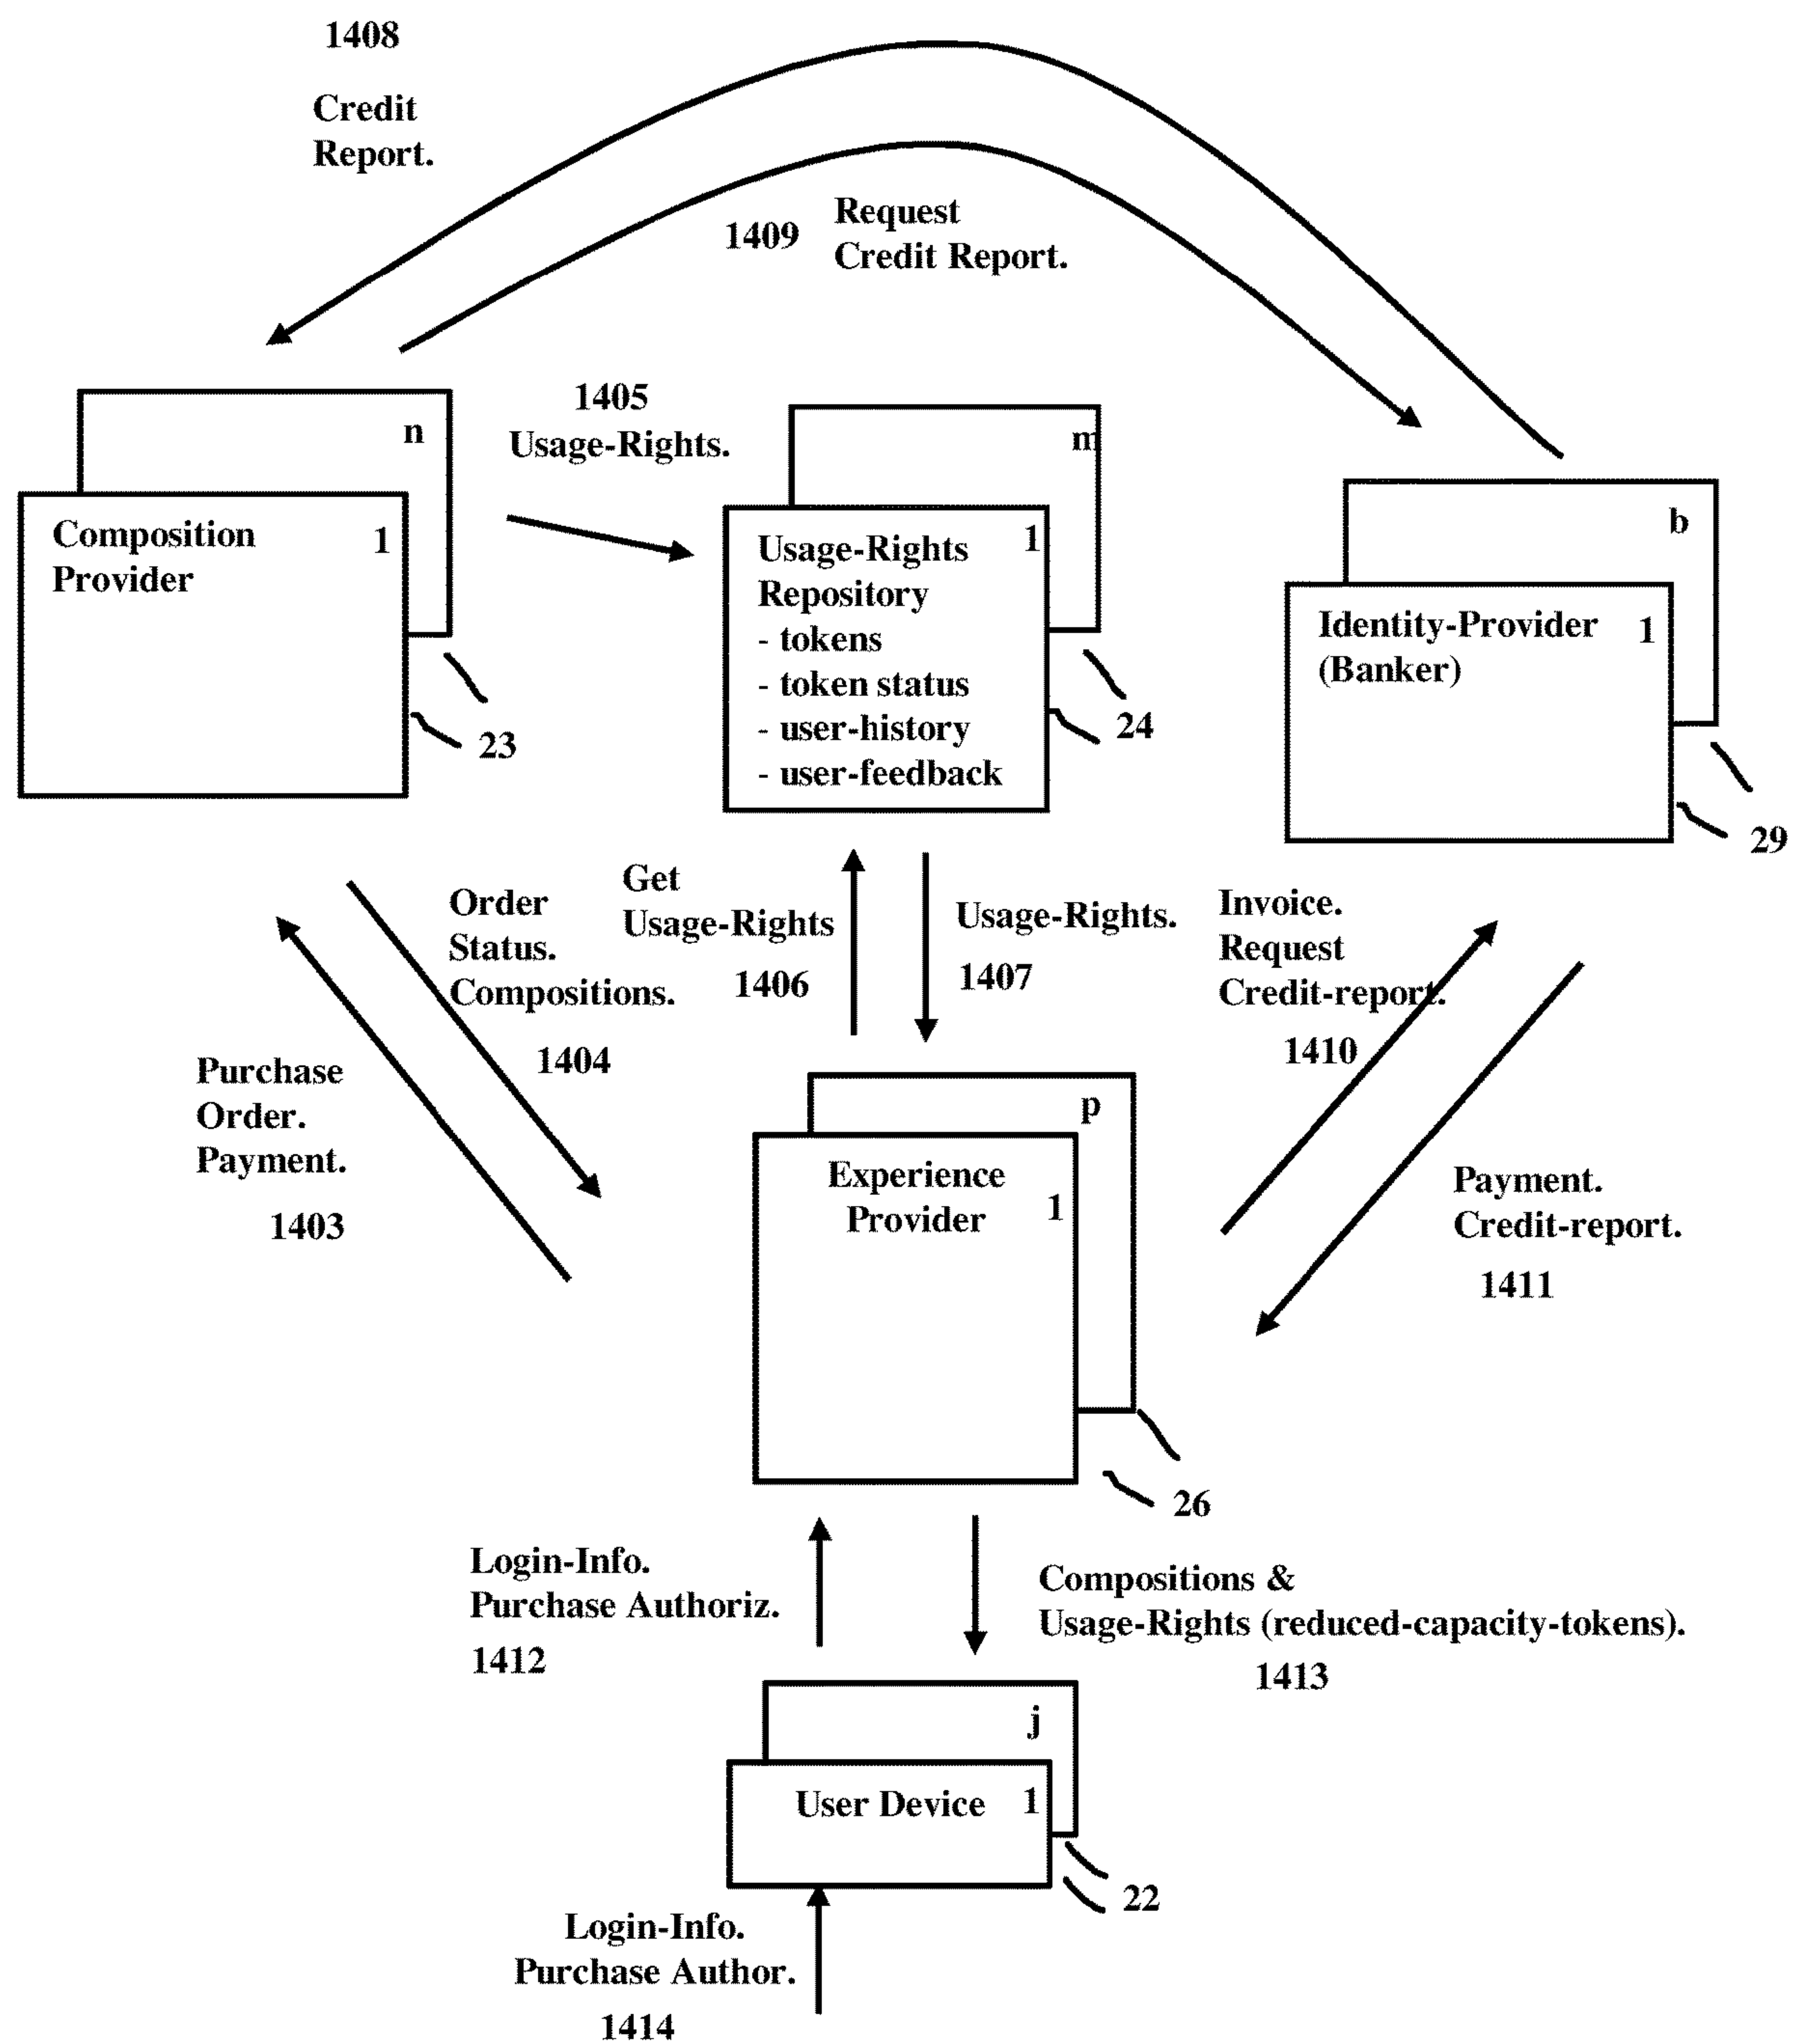 1408
Credit
Report.
1409
Request
Credit Report.
1405
Usage-Rights.
n
Composition
Provider
1
23
m
Usage-Rights
Repository
- tokens
- token status
- user-history
- user-feedback
1
24
b
Identity-Provider
(Banker)
1
29
Order
Status.
Compositions.
1404
Purchase
Order.
Payment.
1403
Get
Usage-Rights
1406
Usage-Rights.
1407
Invoice.
Request
Credit-report.
1410
Payment.
Credit-report.
1411
p
Experience
Provider
1
26
Login-Info.
Purchase Authoriz.
1412
Compositions &
Usage-Rights (reduced-capacity-tokens).
1413
j
User Device
1
22
Login-Info.
Purchase Author.
1414